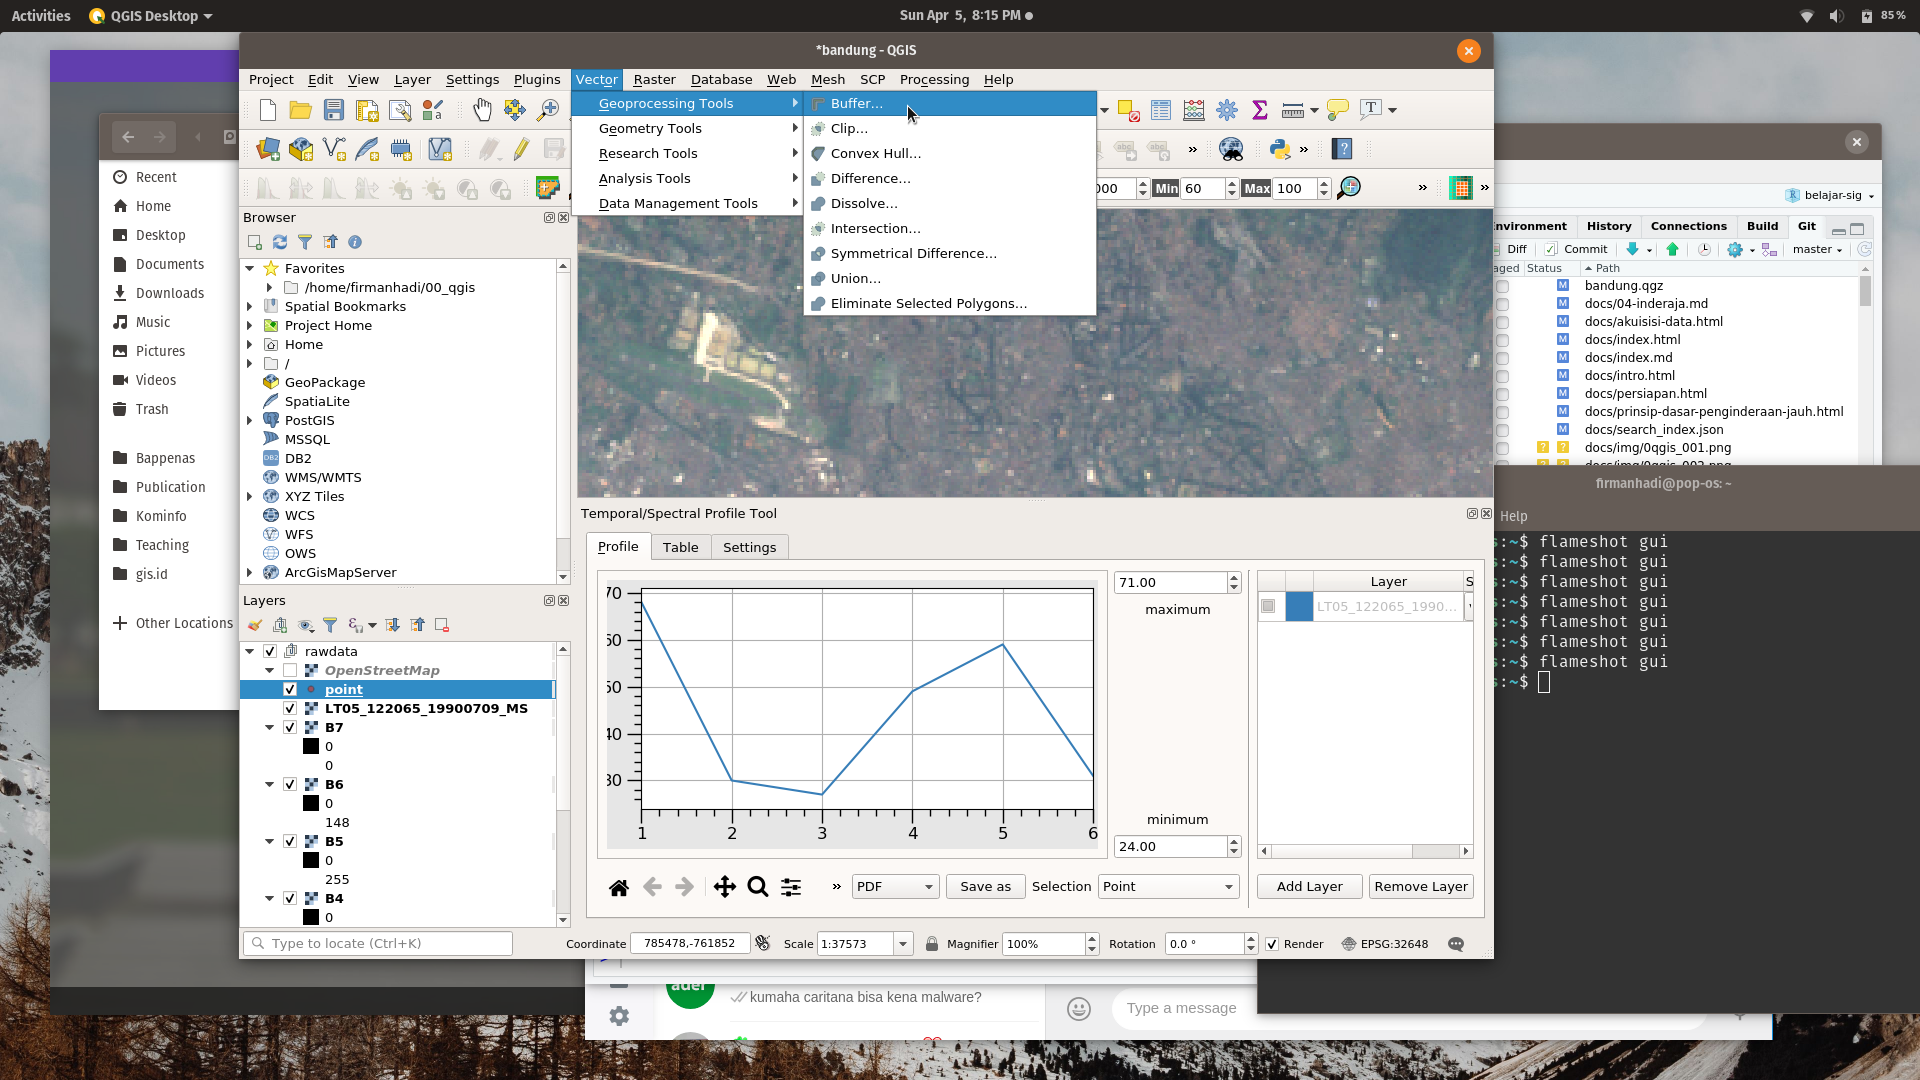 Activities
QGIS Desktop
Sun Apr 5, 8:15 PM
85%
*bandung - QGIS
Project Edit View Layer Settings Plugins Vector Raster Database Web Mesh SCP Processing Help
Geoprocessing Tools
Geometry Tools
Research Tools
Analysis Tools
Data Management Tools
Buffer...
Clip...
Convex Hull...
Difference...
Dissolve...
Intersection...
Symmetrical Difference...
Union...
Eliminate Selected Polygons...
000 Min 60 Max 100
Recent
Home
Desktop
Documents
Downloads
Music
Pictures
Videos
Trash
Bappenas
Publication
Kominfo
Teaching
gis.id
Other Locations
Browser
Favorites
/home/firmanhadi/00_qgis
Spatial Bookmarks
Project Home
Home
/
GeoPackage
SpatiaLite
PostGIS
MSSQL
DB2
WMS/WMTS
XYZ Tiles
WCS
WFS
OWS
ArcGisMapServer
Layers
rawdata
OpenStreetMap
point
LT05_122065_19900709_MS
B7
0
0
B6
0
148
B5
0
255
B4
0
Type to locate (Ctrl+K)
Temporal/Spectral Profile Tool
Profile Table Settings
70
60
50
40
30
1 2 3 4 5 6
71.00
maximum
minimum
24.00
Layer S
LT05_122065_1990...
PDF Save as Selection Point Add Layer Remove Layer
Coordinate 785478,-761852 Scale 1:37573 Magnifier 100% Rotation 0.0 ° Render EPSG:32648
belajar-sig
nvironment History Connections Build Git
Diff Commit master
aged Status Path
M bandung.qgz
M docs/04-inderaja.md
M docs/akuisisi-data.html
M docs/index.html
M docs/index.md
M docs/intro.html
M docs/persiapan.html
M docs/prinsip-dasar-penginderaan-jauh.html
M docs/search_index.json
? ? docs/img/0qgis_001.png
docs/img/0qgis_002.png
firmanhadi@pop-os: ~
Help
s:~$ flameshot gui
s:~$ flameshot gui
s:~$ flameshot gui
s:~$ flameshot gui
s:~$ flameshot gui
s:~$ flameshot gui
s:~$ flameshot gui
s:~$
ader
kumaha caritana bisa kena malware?
Type a message